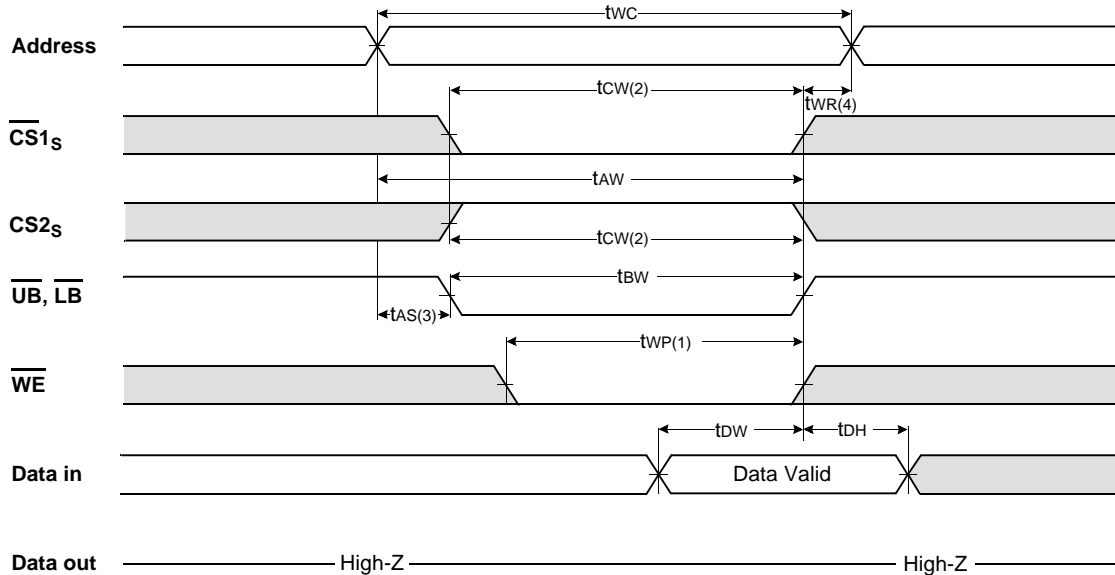 tWC
Address
tCW(2)
tWR(4)
CS1S
tAW
CS2S
tCW(2)
tBW
UB, LB
tAS(3)
tWP(1)
WE
tDW
tDH
Data in
Data Valid
Data out
High-Z
High-Z